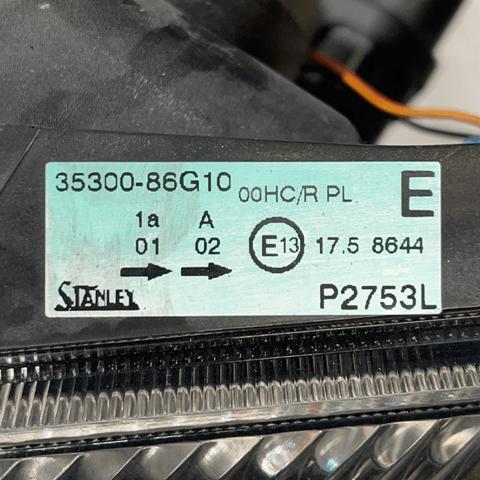 35300-86G10 00HC/R PL E
1a A
01 02 E13 17.5 8644
STANLEY P2753L